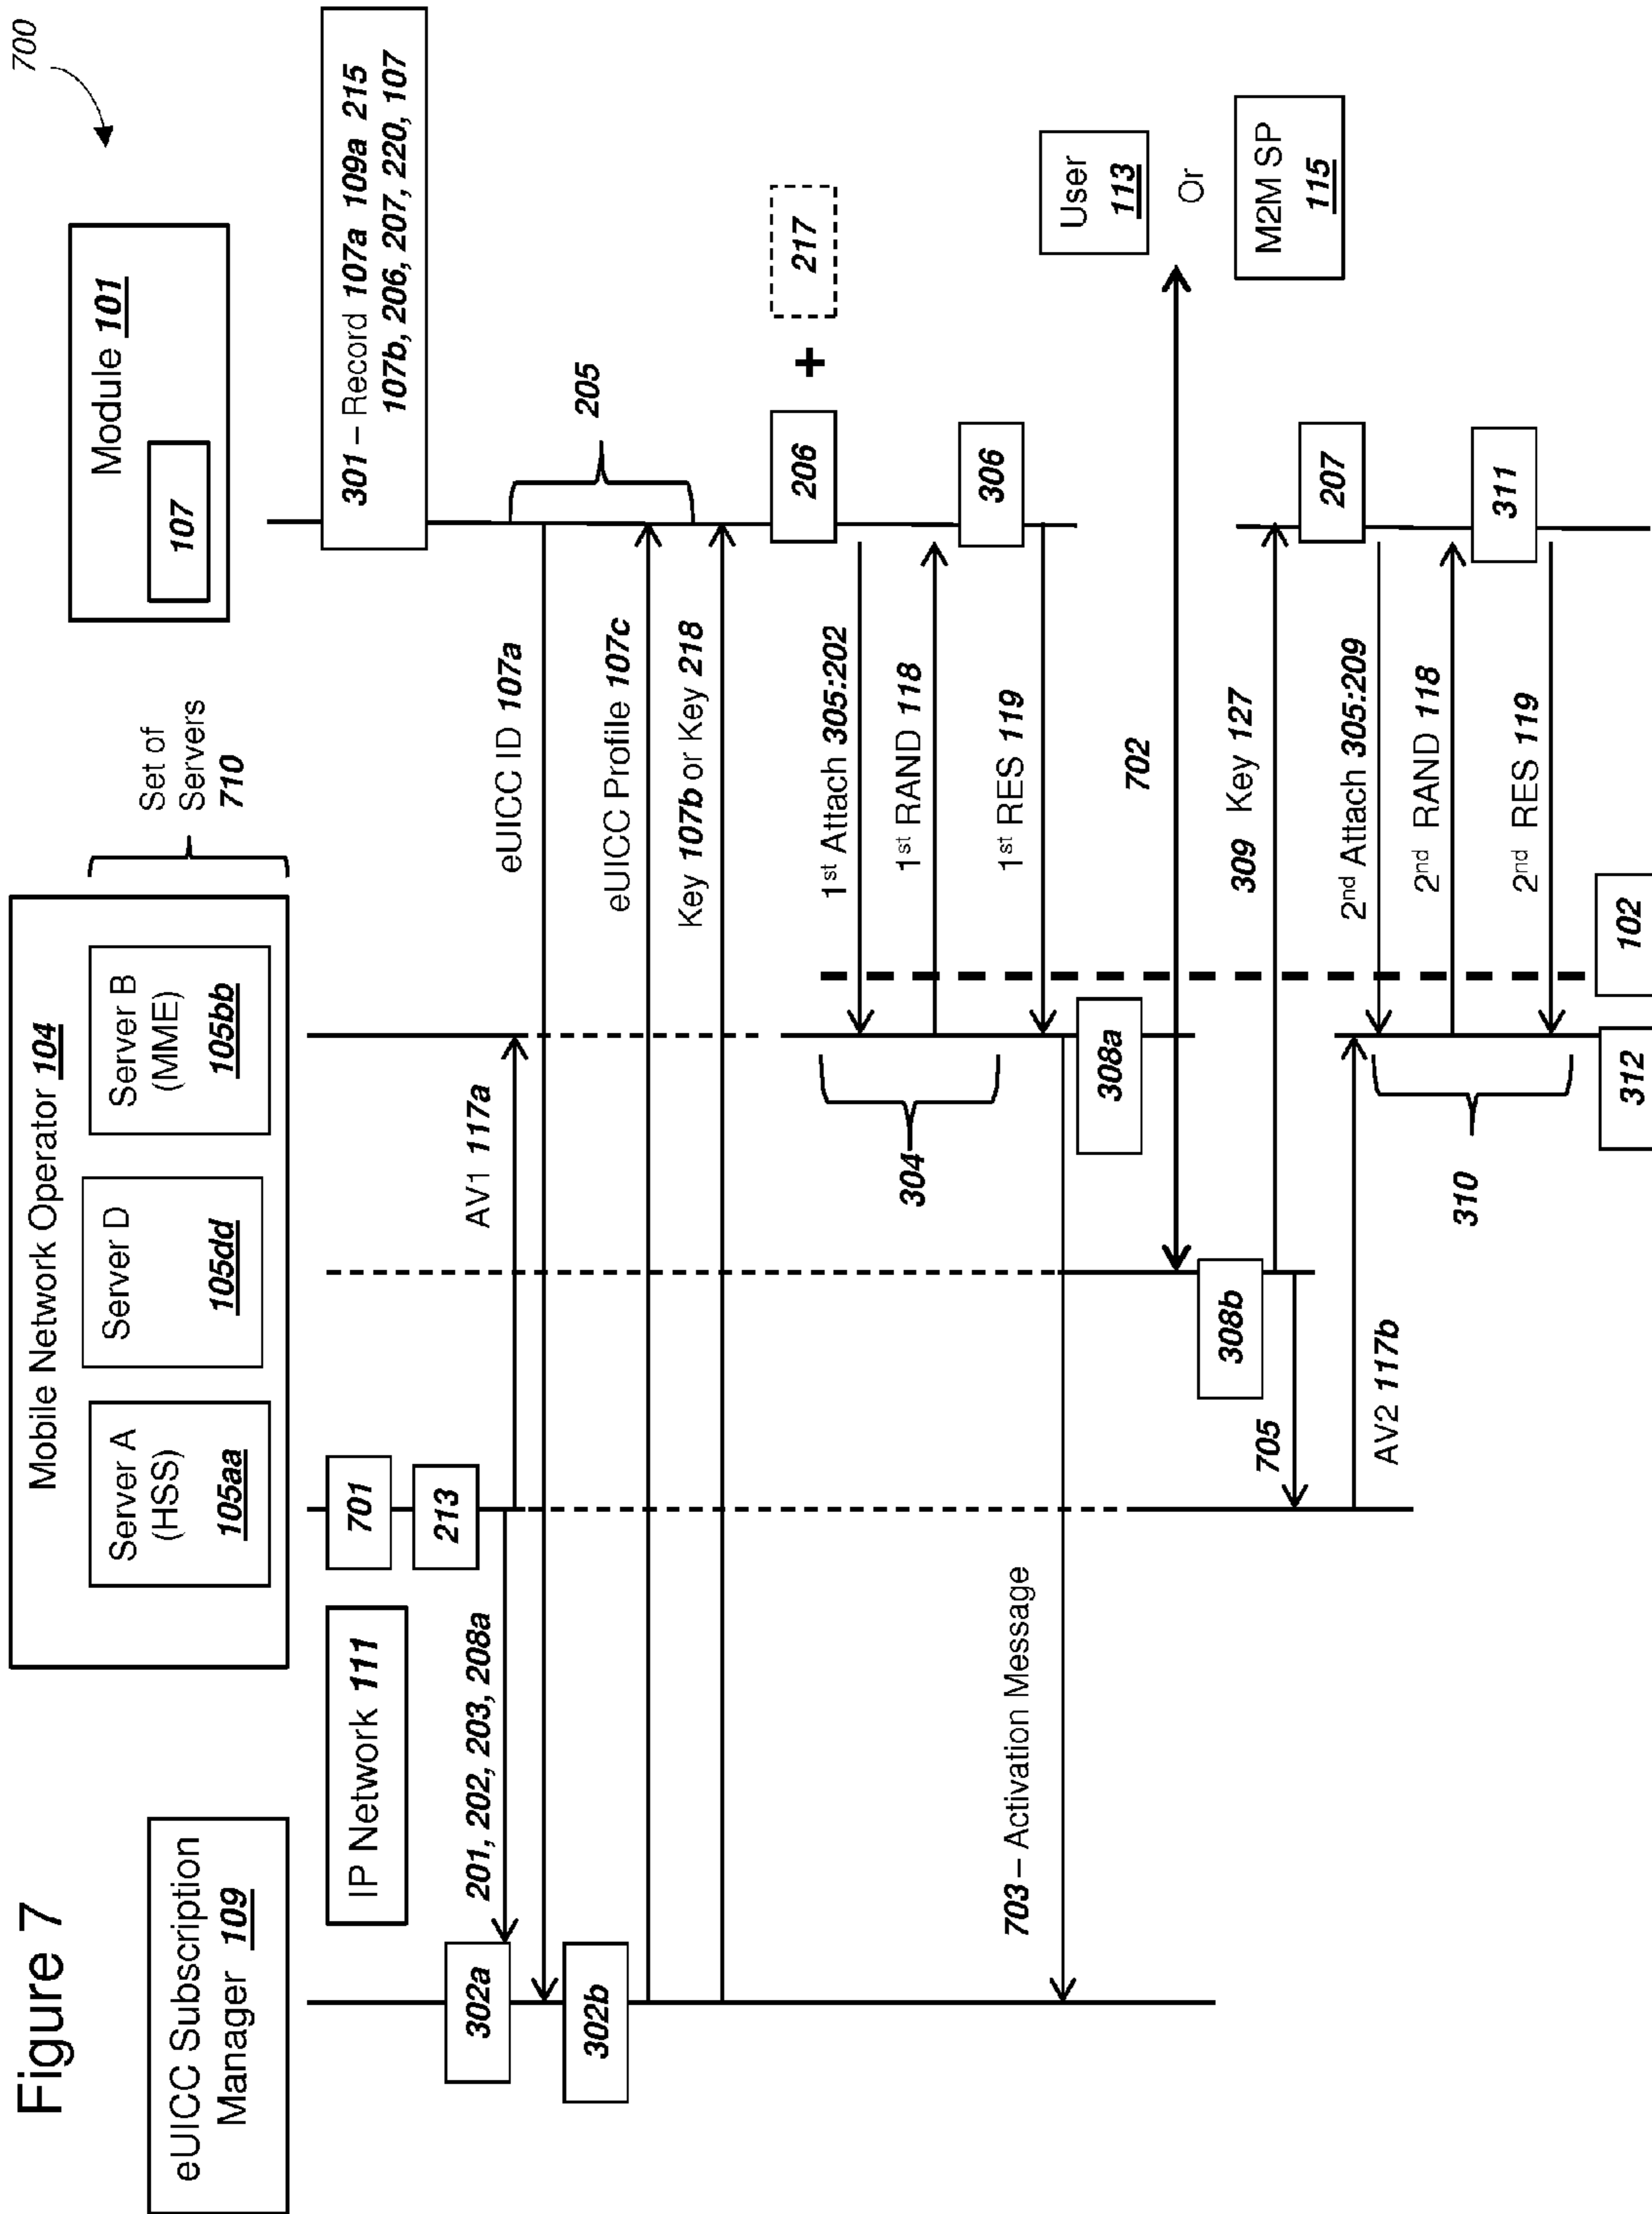 Figure 7
700
eUICC Subscription
Manager 109
Mobile Network Operator 104
Server A
(HSS)
105aa
Server D
105dd
Server B
(MME)
105bb
Set of
Servers
710
Module 101
107
IP Network 111
701
213
301 – Record 107a 109a 215
107b, 206, 207, 220, 107
201, 202, 203, 208a
AV1 117a
302a
eUICC ID 107a
205
302b
eUICC Profile 107c
Key 107b or Key 218
206
+
217
1st Attach 305:202
304
1st RAND 118
306
1st RES 119
703 – Activation Message
308a
User
113
Or
M2M SP
115
702
308b
309 Key 127
705
207
AV2 117b
2nd Attach 305:209
310
2nd RAND 118
311
2nd RES 119
312
102